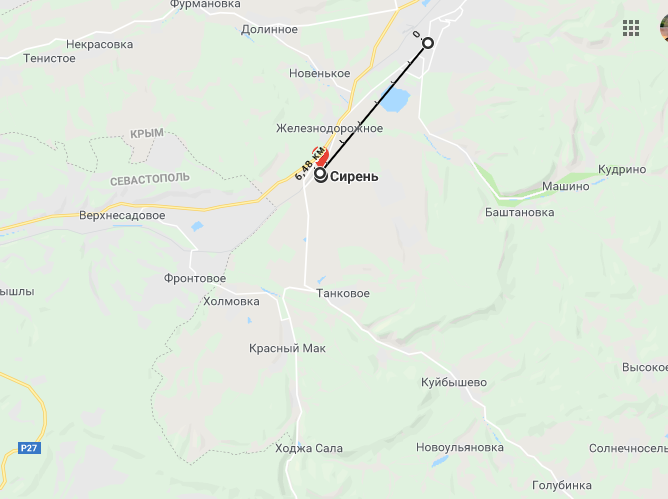 Фурмановка
Долинное
Некрасовка
Тенистое
0
Новенькое
Железнодорожное
КРЫМ
6,48 км
Сирень
СЕВАСТОПОЛЬ
Кудрино
Машино
Верхнесадовое
Баштановка
Фронтовое
ышлы
Танковое
Холмовка
Красный Мак
Высокое
Куйбышево
P27
Ходжа Сала
Новоульяновка
Солнечносель
Голубинка